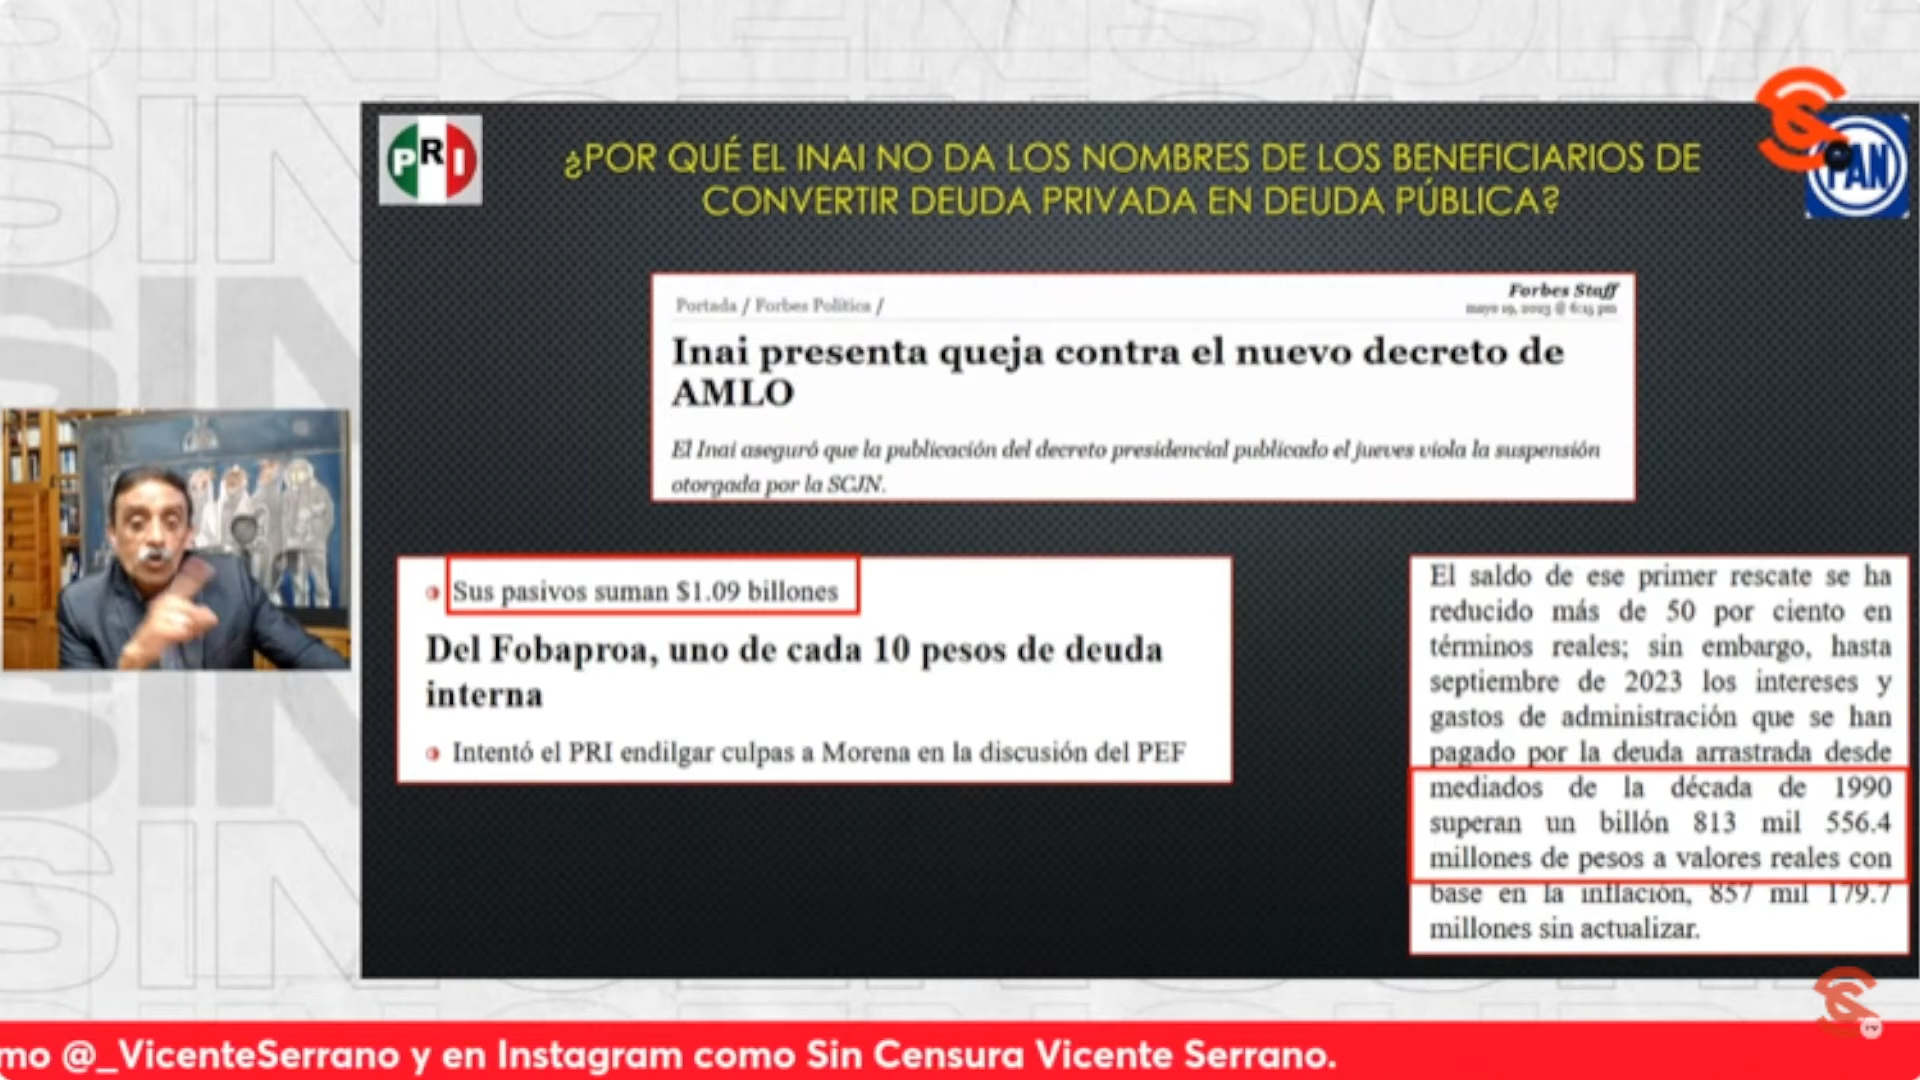 SINCENSURA
PRI
PAN
¿POR QUÉ EL INAI NO DA LOS NOMBRES DE LOS BENEFICIARIOS DE
CONVERTIR DEUDA PRIVADA EN DEUDA PÚBLICA?
Portada / Forbes Política /
Forbes Staff
mayo 19, 2023 @ 6:15 pm
Inai presenta queja contra el nuevo decreto de
AMLO
El Inai aseguró que la publicación del decreto presidencial publicado el jueves viola la suspensión
otorgada por la SCJN.
Sus pasivos suman $1.09 billones
Del Fobaproa, uno de cada 10 pesos de deuda
interna
Intentó el PRI endilgar culpas a Morena en la discusión del PEF
El saldo de ese primer rescate se ha
reducido más de 50 por ciento en
términos reales; sin embargo, hasta
septiembre de 2023 los intereses y
gastos de administración que se han
pagado por la deuda arrastrada desde
mediados de la década de 1990
superan un billón 813 mil 556.4
millones de pesos a valores reales con
base en la inflación, 857 mil 179.7
millones sin actualizar.
TV
mo @_VicenteSerrano y en Instagram como Sin Censura Vicente Serrano.